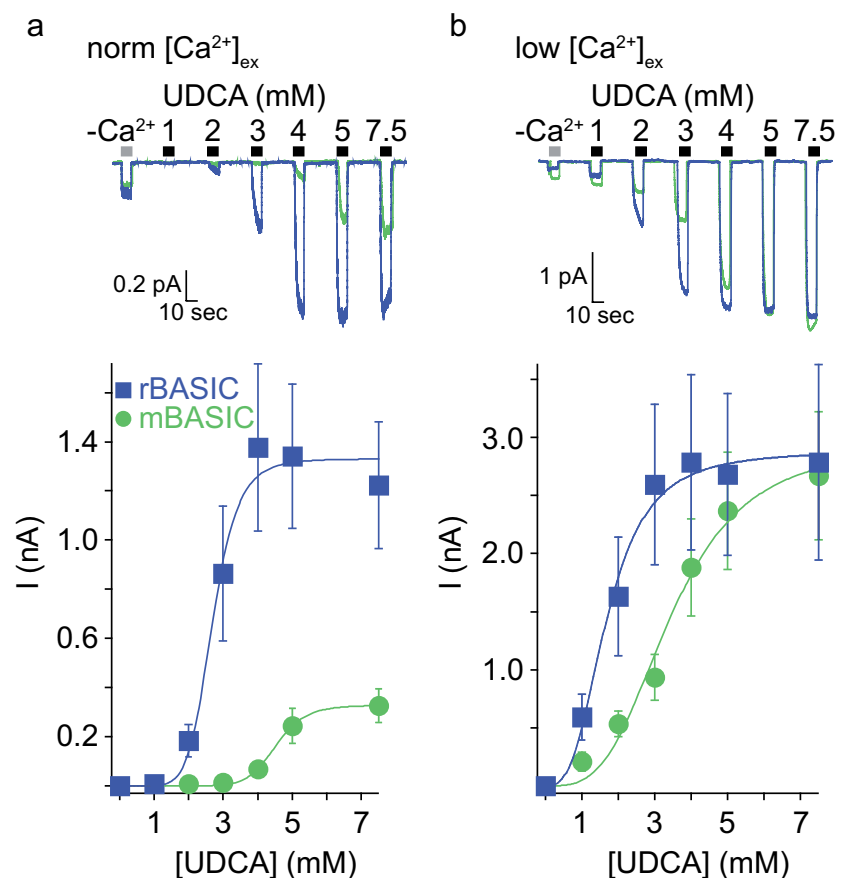 a
norm [Ca²⁺]ex
UDCA (mM)
-Ca²⁺ 1 2 3 4 5 7.5
0.2 pA
10 sec
rBASIC
mBASIC
I (nA)
1.4
1.0
0.6
0.2
1 3 5 7
[UDCA] (mM)
b
low [Ca²⁺]ex
UDCA (mM)
-Ca²⁺ 1 2 3 4 5 7.5
1 pA
10 sec
I (nA)
3.0
2.0
1.0
1 3 5 7
[UDCA] (mM)